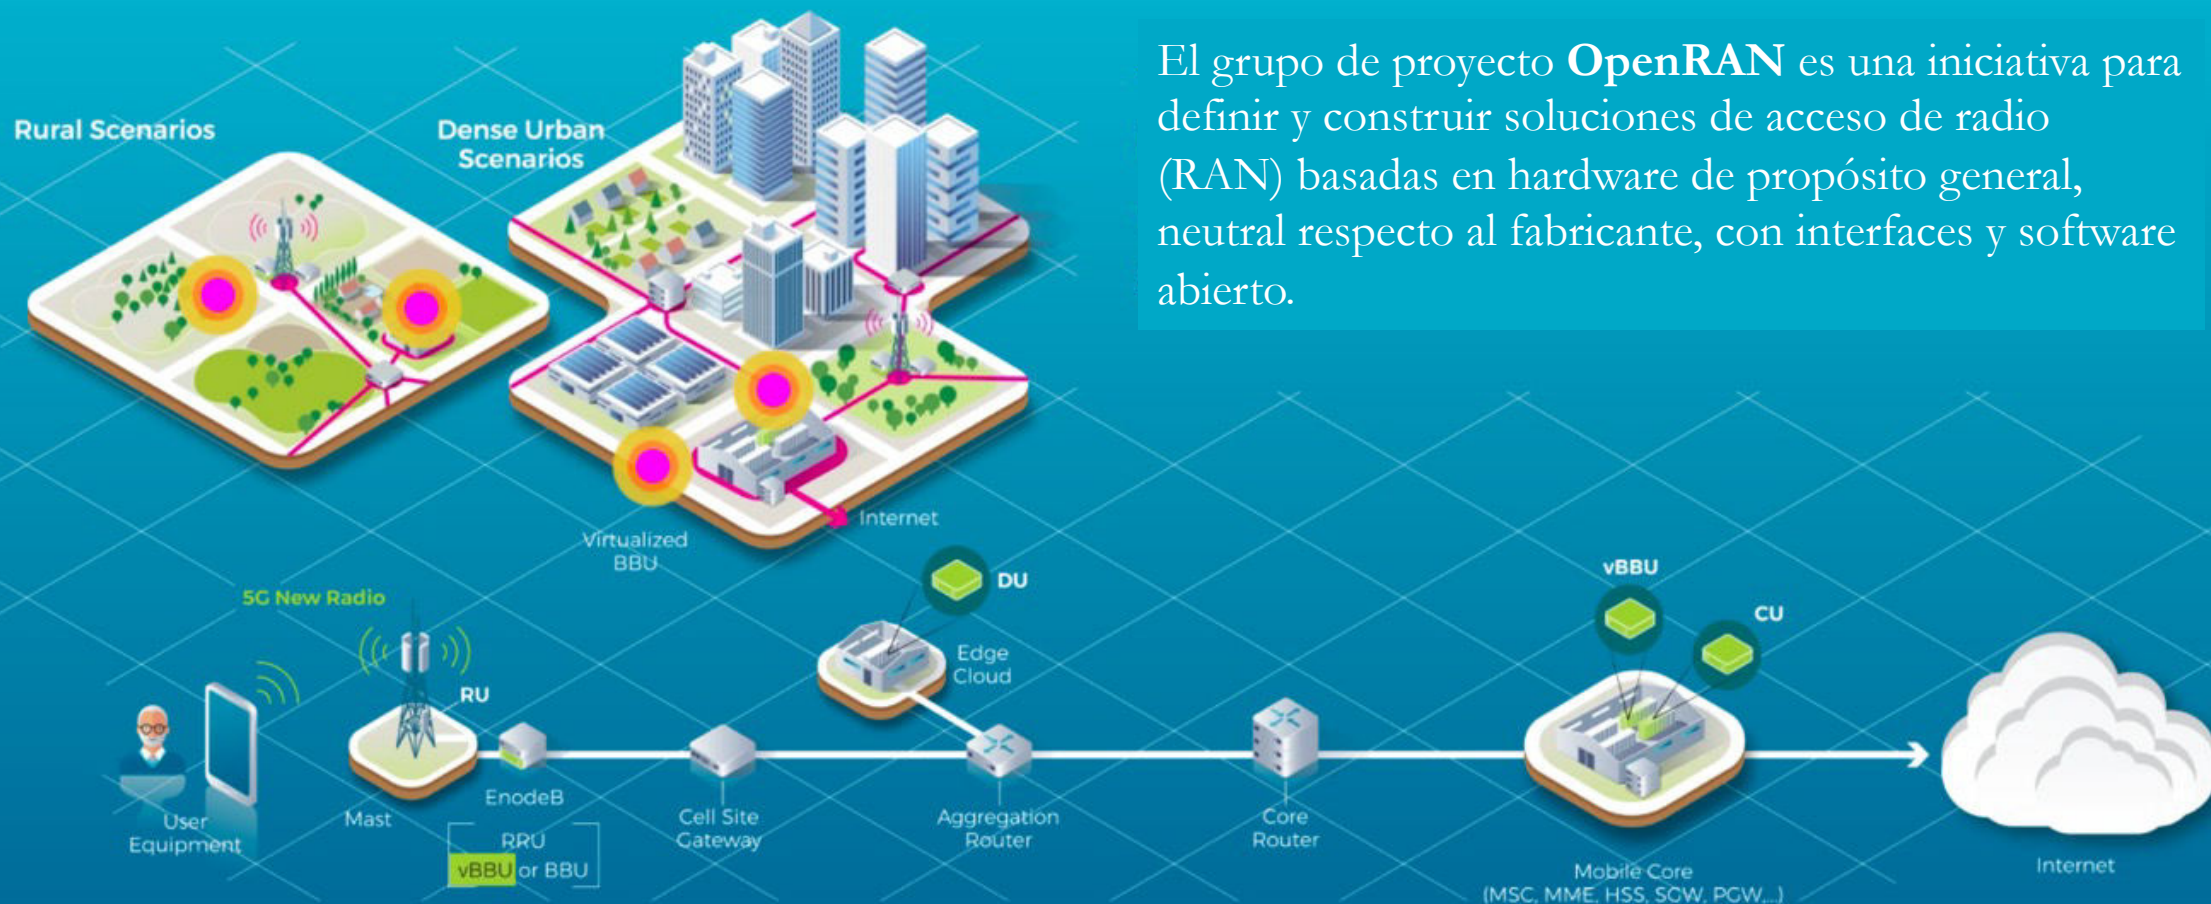 El grupo de proyecto OpenRAN es una iniciativa para
definir y construir soluciones de acceso de radio
(RAN) basadas en hardware de propósito general,
neutral respecto al fabricante, con interfaces y software
abierto.
Rural Scenarios
Dense Urban
Scenarios
Internet
Virtualized
BBU
5G New Radio
DU
vBBU
CU
Edge
Cloud
RU
EnodeB
Mast
User
Equipment
RRU
vBBU or BBU
Cell Site
Gateway
Aggregation
Router
Core
Router
Mobile Core
(MSC, MME, HSS, SGW, PGW,...)
Internet